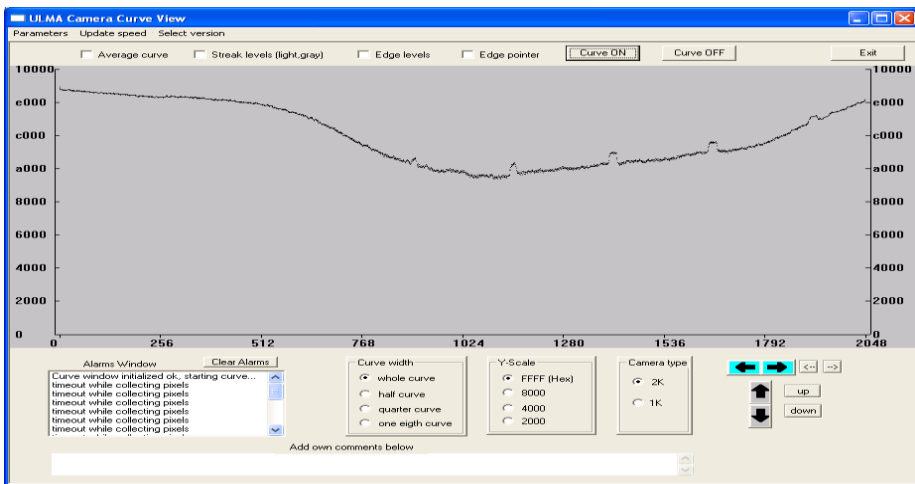 ULMA Camera Curve View
Parameters Update speed Select version
Average curve Streak levels (light,gray) Edge levels Edge pointer Curve ON Curve OFF Exit
10000 10000
e000 e000
c000 c000
a000 a000
8000 8000
6000 6000
4000 4000
2000 2000
0 0
0 256 512 768 1024 1280 1536 1792 2048
Alarms Window Clear Alarms
Curve window initialized ok, starting curve...
timeout while collecting pixels
timeout while collecting pixels
timeout while collecting pixels
timeout while collecting pixels
timeout while collecting pixels
Curve width
whole curve
half curve
quarter curve
one eigth curve
Y-Scale
FFFF (Hex)
8000
4000
2000
Camera type
2K
1K
<-- -->
up
down
Add own comments below